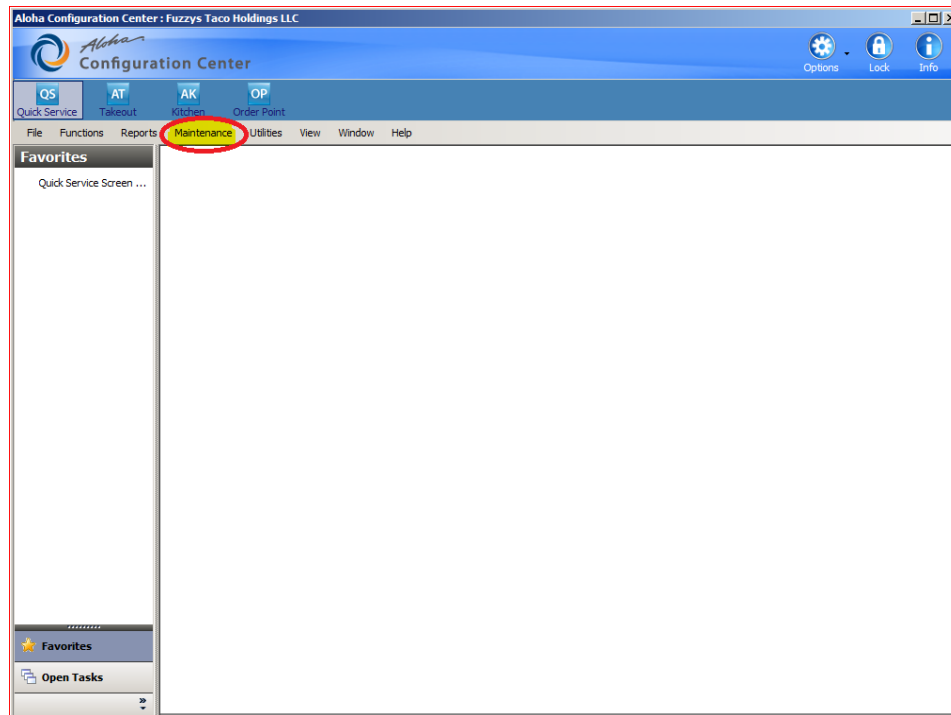 Aloha Configuration Center : Fuzzys Taco Holdings LLC
Aloha
Configuration Center
Options Lock Info
QS AT AK OP
Quick Service Takeout Kitchen Order Point
File Functions Reports Maintenance Utilities View Window Help
Favorites
Quick Service Screen ...
Favorites
Open Tasks